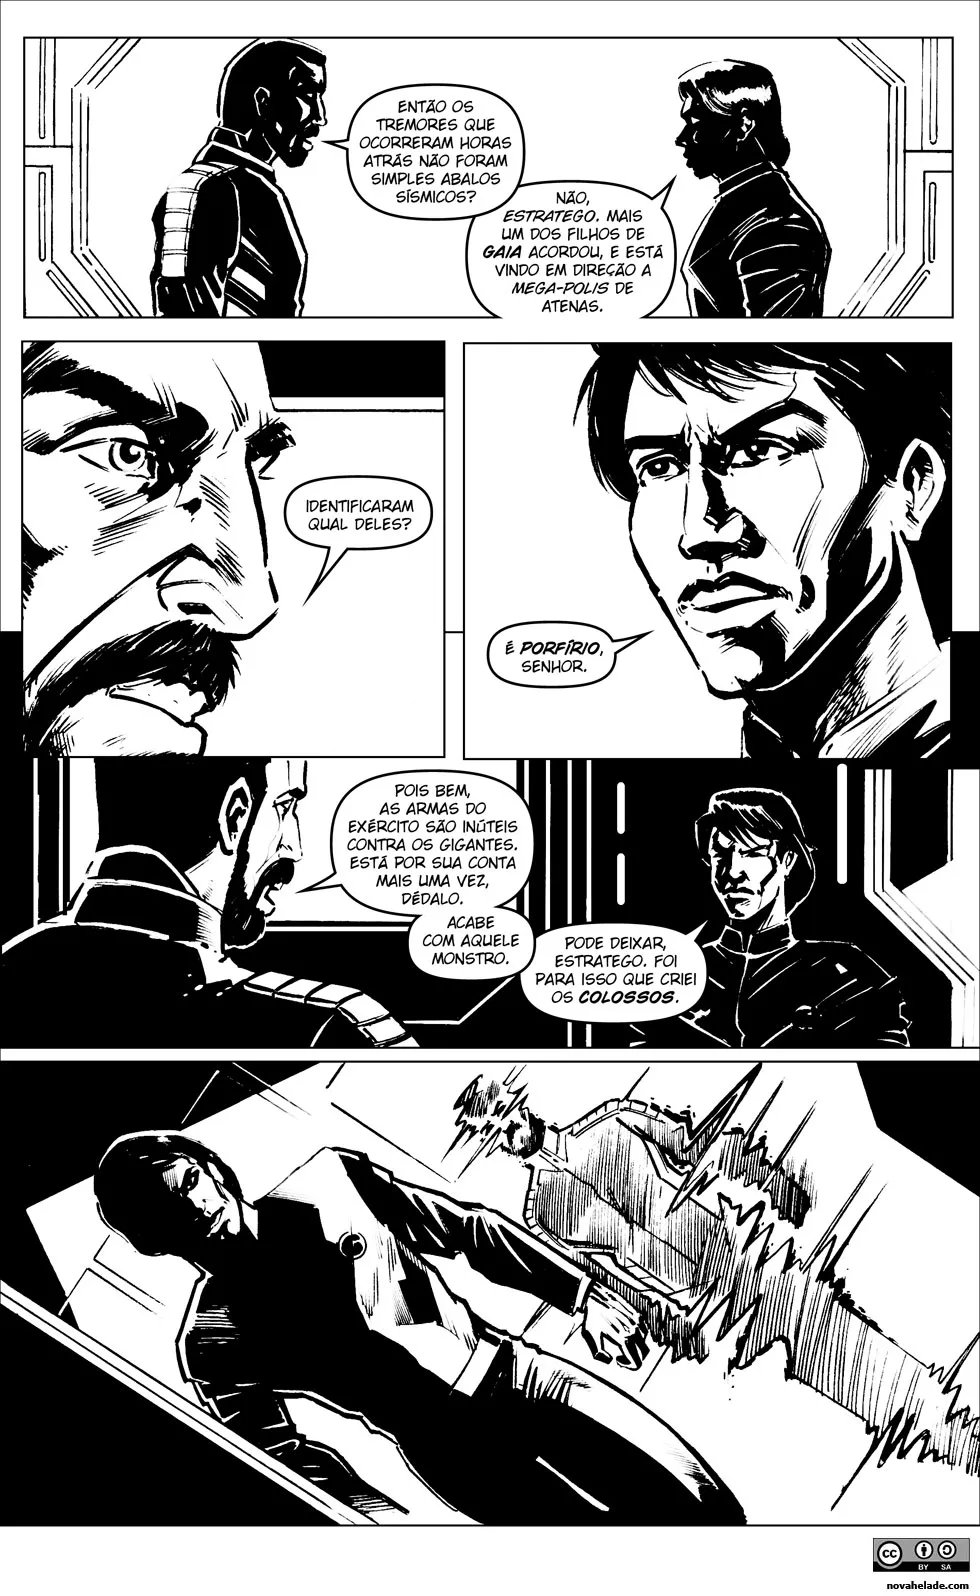 ENTÃO OS
TREMORES QUE
OCORRERAM HORAS
ATRÁS NÃO FORAM
SIMPLES ABALOS
SÍSMICOS?
NÃO,
ESTRATEGO. MAIS
UM DOS FILHOS DE
GAIA ACORDOU, E ESTÁ
VINDO EM DIREÇÃO A
MEGA-POLIS DE
ATENAS.
IDENTIFICARAM
QUAL DELES?
É PORFÍRIO,
SENHOR.
POIS BEM,
AS ARMAS DO
EXÉRCITO SÃO INÚTEIS
CONTRA OS GIGANTES.
ESTÁ POR SUA CONTA
MAIS UMA VEZ,
DÉDALO.
ACABE
COM AQUELE
MONSTRO.
PODE DEIXAR,
ESTRATEGO. FOI
PARA ISSO QUE CRIEI
OS COLOSSOS.
cc
BY SA
novahelade.com